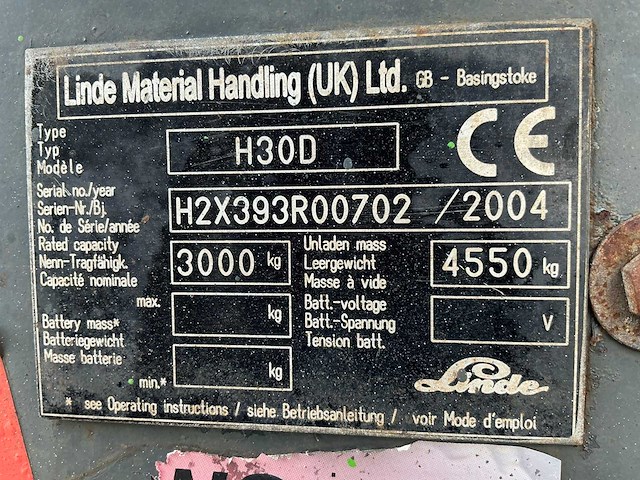 Linde Material Handling (UK) Ltd. GB - Basingstoke
Type
Typ
Modèle
H30D
CE
Serial no./year
Serien-Nr./Bj.
No. de Série/année
H2X393R00702 /2004
Rated capacity
Nenn-Tragfähigk.
Capacité nominale
3000 kg
Unladen mass
Leergewicht
Masse à vide
4550 kg
max.
kg
Battery mass*
Batteriegewicht
Masse batterie
min.*
kg
Batt.-voltage
Batt.-Spannung
Tension batt.
V
Linde
* see Operating instructions / siehe Betriebsanleitung / voir Mode d'emploi